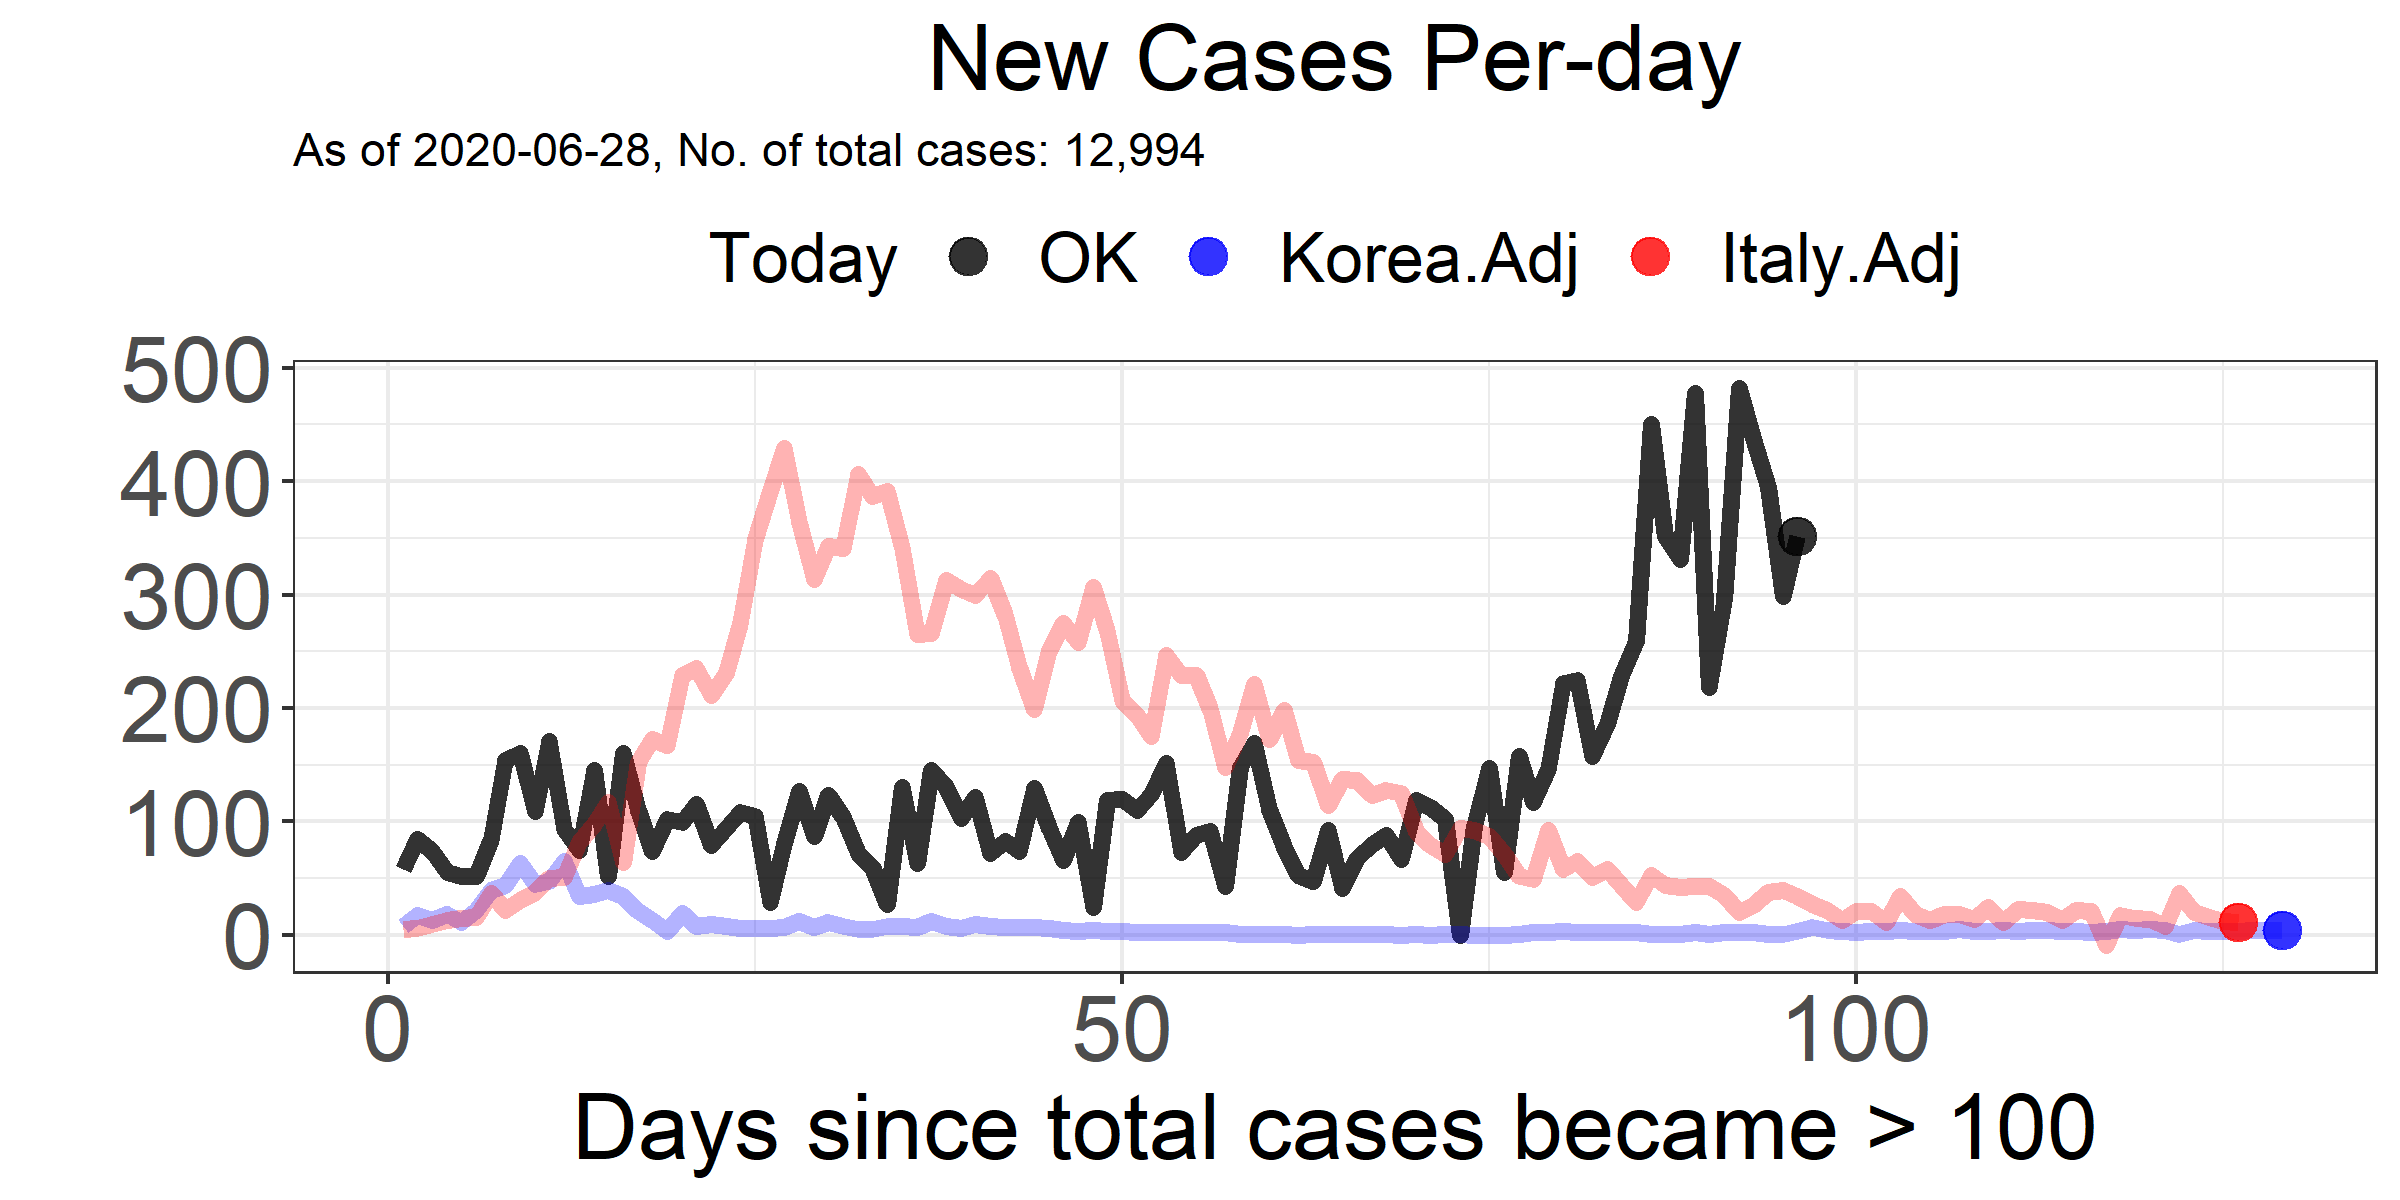 New Cases Per-day
As of 2020-06-28, No. of total cases: 12,994
Today OK Korea.Adj Italy.Adj
500
400
300
200
100
0
0 50 100
Days since total cases became > 100